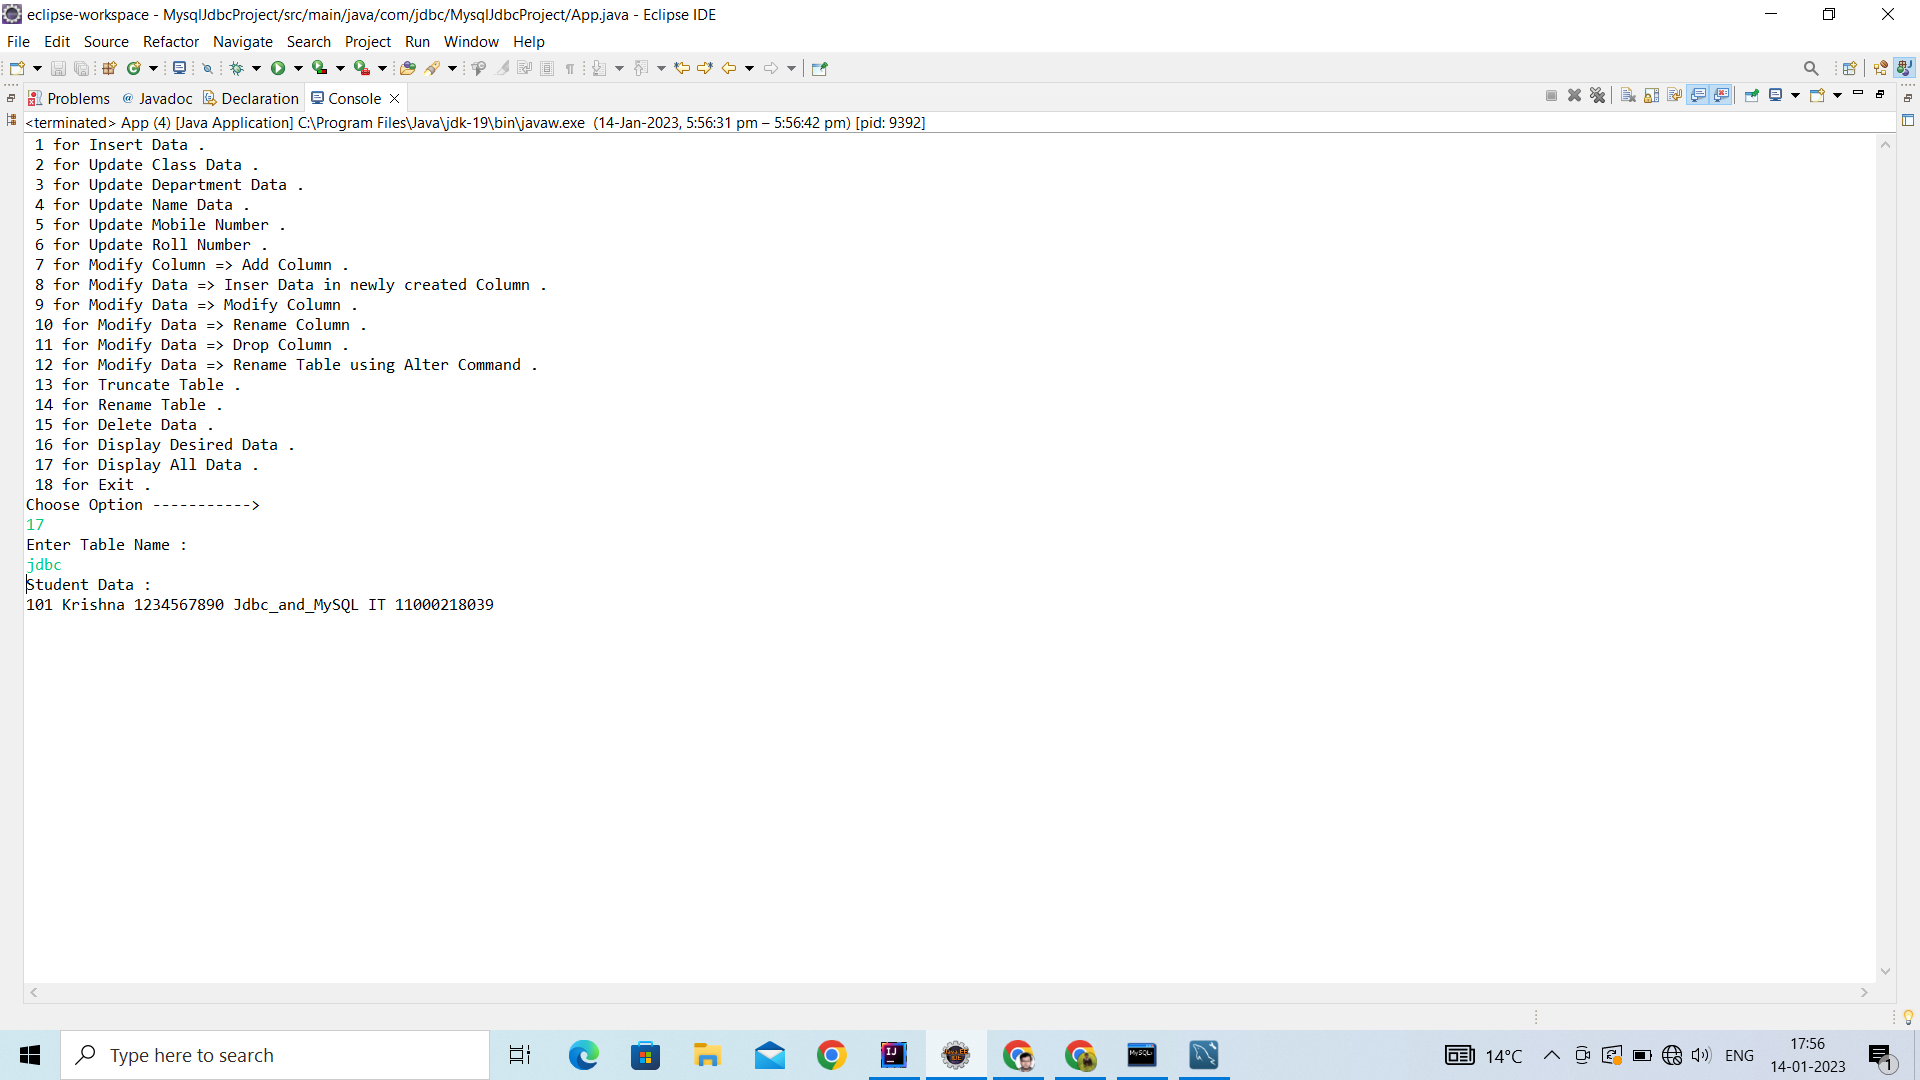 eclipse-workspace - MysqlJdbcProject/src/main/java/com/jdbc/MysqlJdbcProject/App.java - Eclipse IDE
File Edit Source Refactor Navigate Search Project Run Window Help
Problems @ Javadoc Declaration Console
<terminated> App (4) [Java Application] C:\Program Files\Java\jdk-19\bin\javaw.exe (14-Jan-2023, 5:56:31 pm – 5:56:42 pm) [pid: 9392]
1 for Insert Data .
2 for Update Class Data .
3 for Update Department Data .
4 for Update Name Data .
5 for Update Mobile Number .
6 for Update Roll Number .
7 for Modify Column => Add Column .
8 for Modify Data => Inser Data in newly created Column .
9 for Modify Data => Modify Column .
10 for Modify Data => Rename Column .
11 for Modify Data => Drop Column .
12 for Modify Data => Rename Table using Alter Command .
13 for Truncate Table .
14 for Rename Table .
15 for Delete Data .
16 for Display Desired Data .
17 for Display All Data .
18 for Exit .
Choose Option ----------->
17
Enter Table Name :
jdbc
Student Data :
101 Krishna 1234567890 Jdbc_and_MySQL IT 11000218039
Type here to search
14°C
ENG
17:56
14-01-2023
1